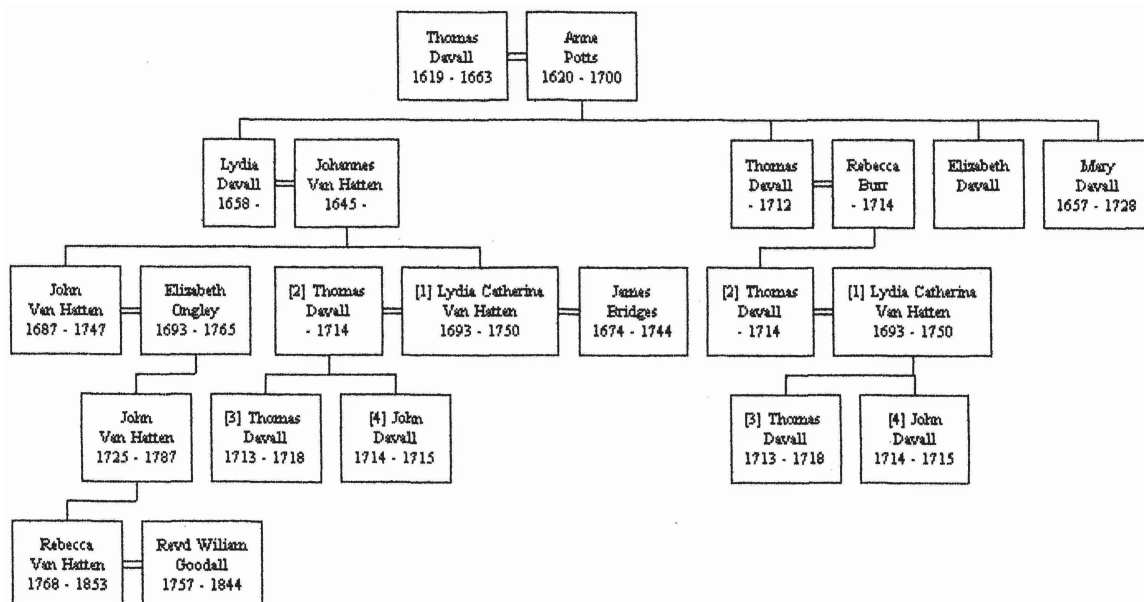 Thomas
Davall
1619 - 1663
Anne
Potts
1620 - 1700
Lydia
Davall
1658 -
Johannes
Van Hatten
1645 -
Thomas
Davall
- 1712
Rebecca
Burr
- 1714
Elizabeth
Davall
Mary
Davall
1657 - 1728
John
Van Hatten
1687 - 1747
Elizabeth
Ongley
1693 - 1765
[2] Thomas
Davall
- 1714
[1] Lydia Catherina
Van Hatten
1693 - 1750
James
Bridges
1674 - 1744
[2] Thomas
Davall
- 1714
[1] Lydia Catherina
Van Hatten
1693 - 1750
John
Van Hatten
1725 - 1787
[3] Thomas
Davall
1713 - 1718
[4] John
Davall
1714 - 1715
[3] Thomas
Davall
1713 - 1718
[4] John
Davall
1714 - 1715
Rebecca
Van Hatten
1768 - 1853
Revd Wiliam
Goodall
1757 - 1844